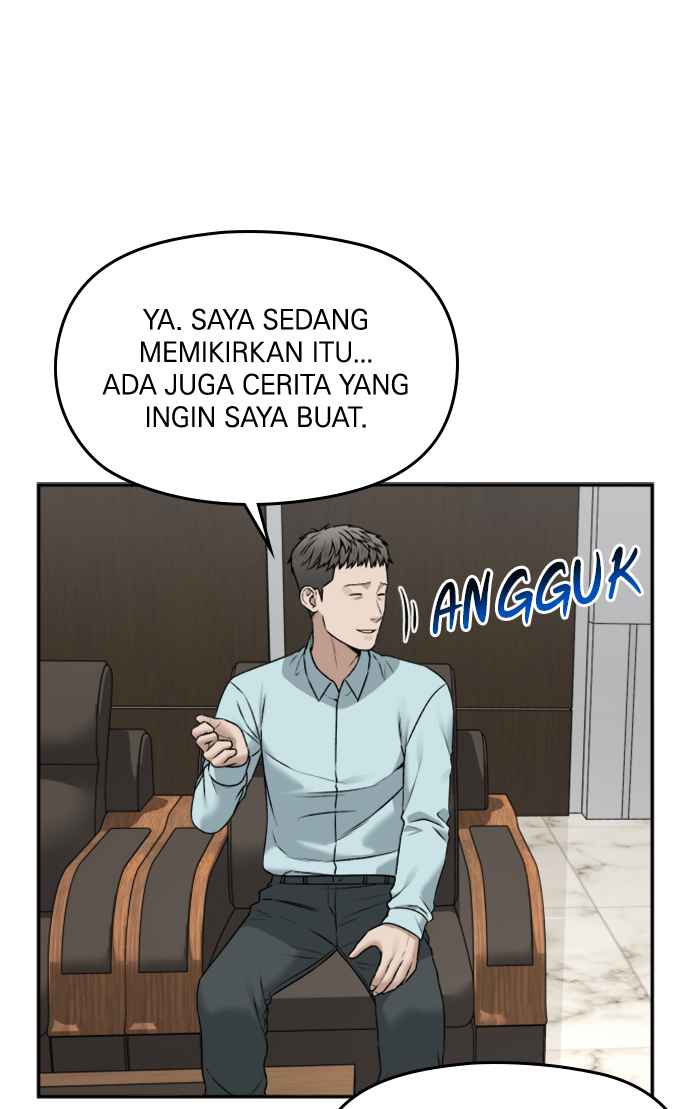 YA. SAYA SEDANG
MEMIKIRKAN ITU...
ADA JUGA CERITA YANG
INGIN SAYA BUAT.
ANGGUK